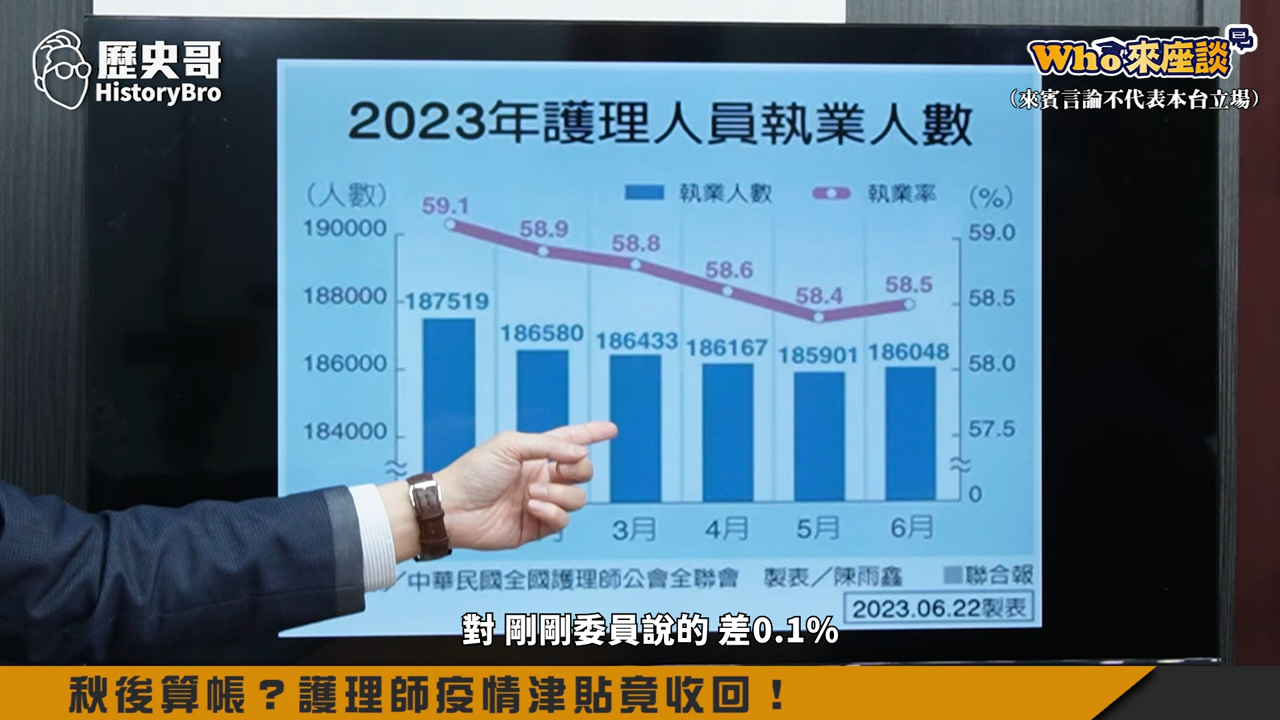 歷史哥
HistoryBro
Who來座談
(來賓言論不代表本台立場)
2023年護理人員執業人數
(人數)
執業人數
執業率
(%)
190000
188000
186000
184000
59.1
58.9
58.8
58.6
58.4
58.5
187519
186580
186433
186167
185901
186048
59.0
58.5
58.0
57.5
0
3月
4月
5月
6月
/中華民國全國護理師公會全聯會 製表/陳雨鑫 聯合報
2023.06.22製表
對 剛剛委員說的 差0.1%
秋後算帳?護理師疫情津貼竟收回!